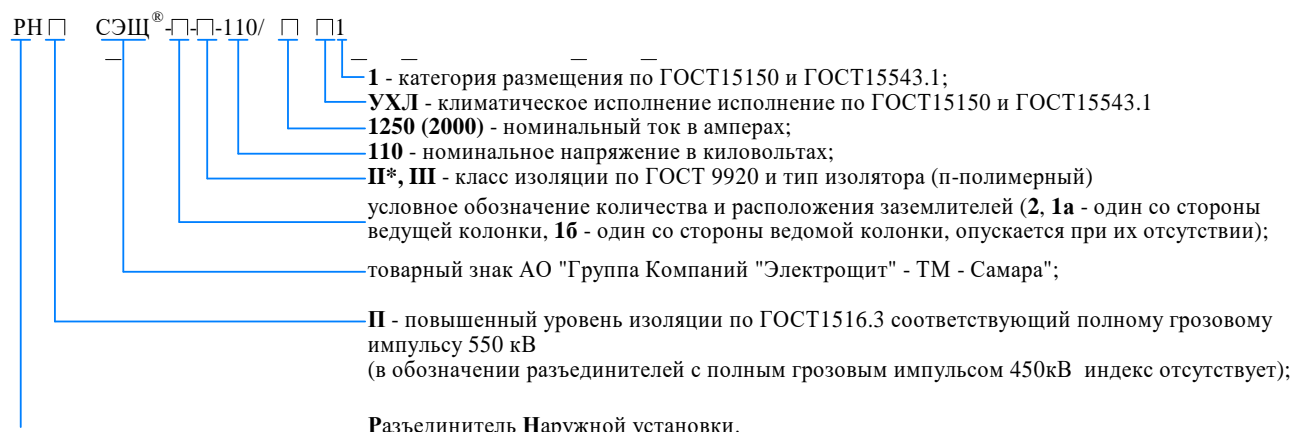 РН□ СЭЩ®-□-□-110/ □ □1
1 - категория размещения по ГОСТ15150 и ГОСТ15543.1;
УХЛ - климатическое исполнение исполнение по ГОСТ15150 и ГОСТ15543.1
1250 (2000) - номинальный ток в амперах;
110 - номинальное напряжение в киловольтах;
II*, III - класс изоляции по ГОСТ 9920 и тип изолятора (п-полимерный)
условное обозначение количества и расположения заземлителей (2, 1а - один со стороны
ведущей колонки, 1б - один со стороны ведомой колонки, опускается при их отсутствии);
товарный знак АО "Группа Компаний "Электрощит" - ТМ - Самара";
П - повышенный уровень изоляции по ГОСТ1516.3 соответствующий полному грозовому
импульсу 550 кВ
(в обозначении разъединителей с полным грозовым импульсом 450кВ индекс отсутствует);
Разъединитель Наружной установки.